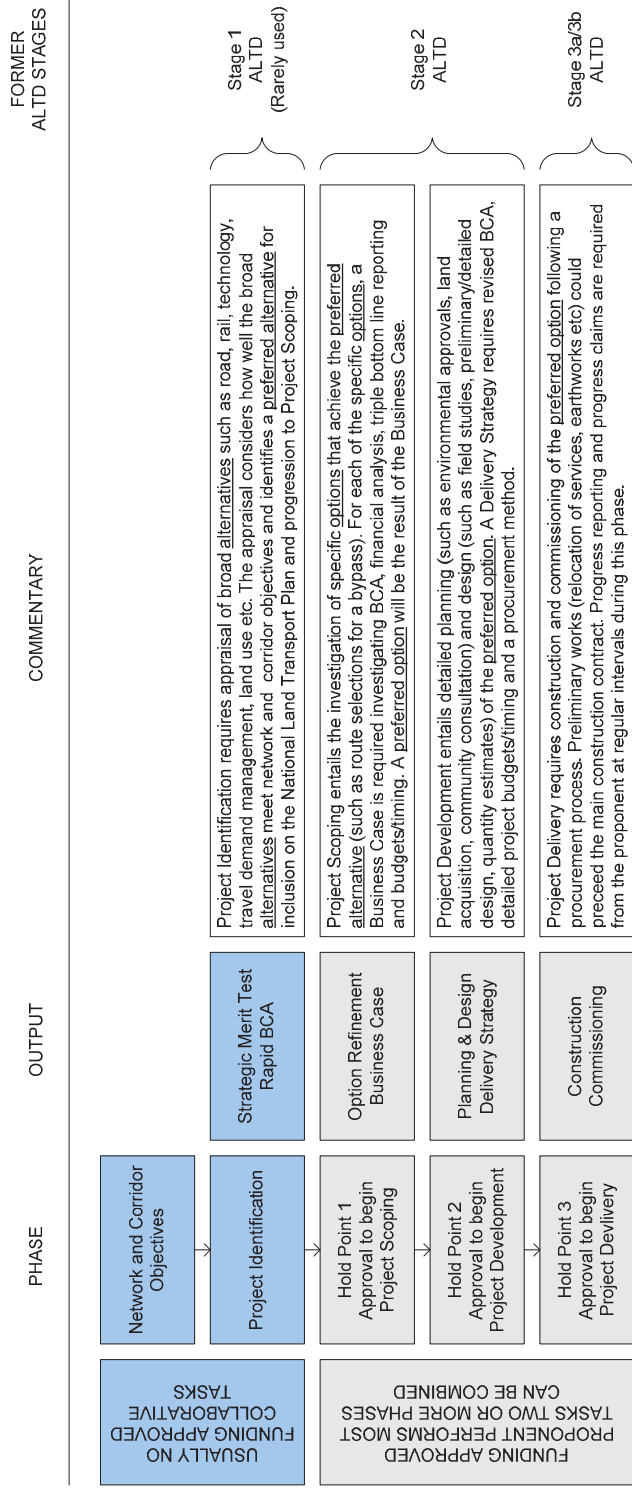 PHASE
OUTPUT
COMMENTARY
FORMER
ALTD STAGES
USUALLY NO
FUNDING APPROVED
COLLABORATIVE
TASKS
Network and Corridor
Objectives
Project Identification
Strategic Merit Test
Rapid BCA
Project Identification requires appraisal of broad alternatives such as road, rail, technology,
travel demand management, land use etc. The appraisal considers how well the broad
alternatives meet network and corridor objectives and identifies a preferred alternative for
inclusion on the National Land Transport Plan and progression to Project Scoping.
Stage 1
ALTD
(Rarely used)
FUNDING APPROVED
PROPONENT PERFORMS MOST
TASKS TWO OR MORE PHASES
CAN BE COMBINED
Hold Point 1
Approval to begin
Project Scoping
Option Refinement
Business Case
Project Scoping entails the investigation of specific options that achieve the preferred
alternative (such as route selections for a bypass). For each of the specific options, a
Business Case is required investigating BCA, financial analysis, triple bottom line reporting
and budgets/timing. A preferred option will be the result of the Business Case.
Stage 2
ALTD
Hold Point 2
Approval to begin
Project Development
Planning & Design
Delivery Strategy
Project Development entails detailed planning (such as environmental approvals, land
acquisition, community consultation) and design (such as field studies, preliminary/detailed
design, quantity estimates) of the preferred option. A Delivery Strategy requires revised BCA,
detailed project budgets/timing and a procurement method.
Hold Point 3
Approval to begin
Project Devlivery
Construction
Commissioning
Project Delivery requires construction and commissioning of the preferred option following a
procurement process. Preliminary works (relocation of services, earthworks etc) could
preceed the main construction contract. Progress reporting and progress claims are required
from the proponent at regular intervals during this phase.
Stage 3a/3b
ALTD